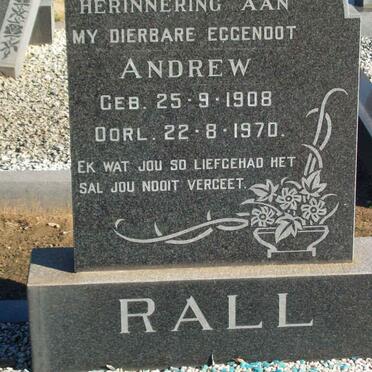 HERINNERING AAN
MY DIERBARE EGGENOOT
ANDREW
GEB. 25·9·1908
OORL. 22·8·1970.
EK WAT JOU SO LIEFGEHAD HET
SAL JOU NOOIT VERGEET.
RALL